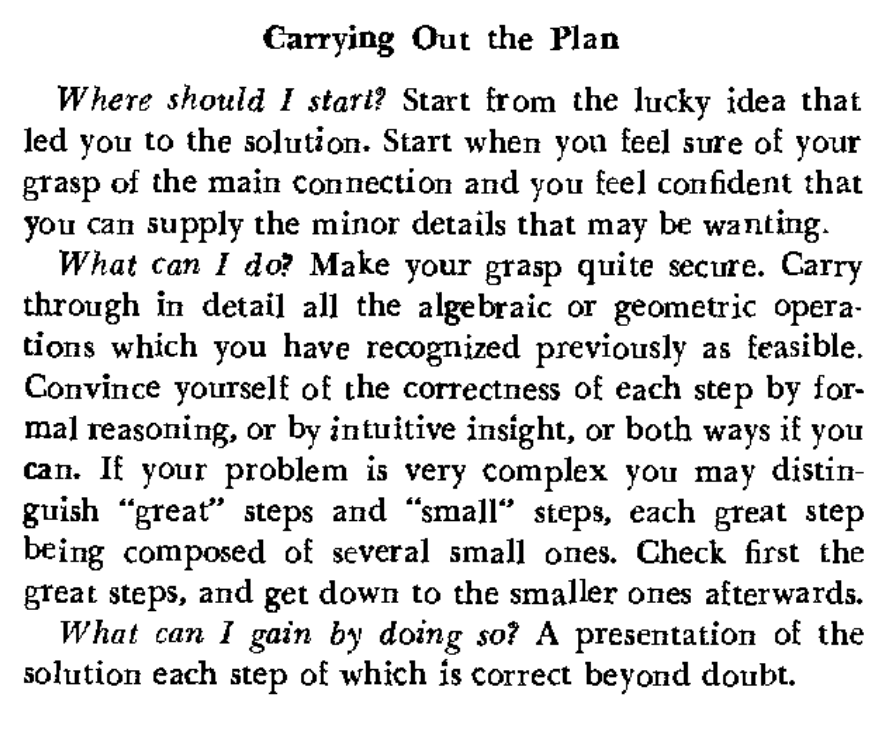 Carrying Out the Plan
Where should I start? Start from the lucky idea that
led you to the solution. Start when you feel sure of your
grasp of the main connection and you feel confident that
you can supply the minor details that may be wanting.
What can I do? Make your grasp quite secure. Carry
through in detail all the algebraic or geometric opera-
tions which you have recognized previously as feasible.
Convince yourself of the correctness of each step by for-
mal reasoning, or by intuitive insight, or both ways if you
can. If your problem is very complex you may distin-
guish “great” steps and “small” steps, each great step
being composed of several small ones. Check first the
great steps, and get down to the smaller ones afterwards.
What can I gain by doing so? A presentation of the
solution each step of which is correct beyond doubt.